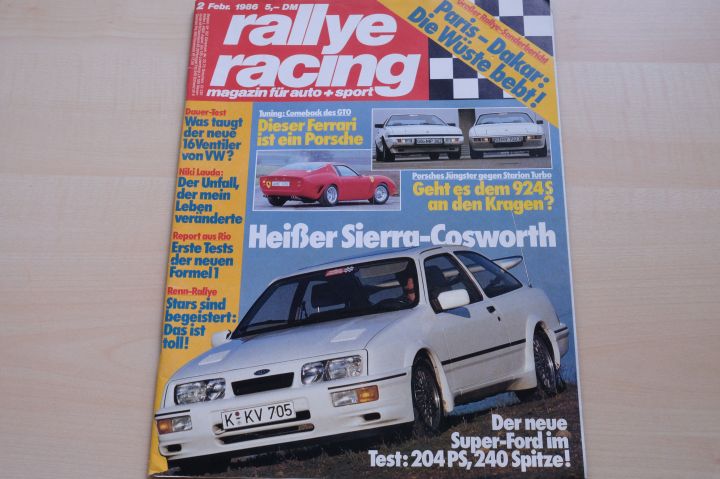 2 Febr. 1986 5,– DM
rallye
racing
magazin für auto + sport
Großer Rallye-Sonderbericht
Paris – Dakar:
Die Wüste bebt!
Dauer-Test
Was taugt
der neue
16Ventiler
von VW?
Niki Lauda:
Der Unfall,
der mein
Leben
veränderte
Report aus Rio
Erste Tests
der neuen
Formel 1
Renn-Rallye
Stars sind
begeistert:
Das ist
toll!
Tuning: Comeback des GTO
Dieser Ferrari
ist ein Porsche
Porsches Jüngster gegen Starion Turbo
Geht es dem 924 S
an den Kragen?
Heißer Sierra-Cosworth
K KV 705
Der neue
Super-Ford im
Test: 204 PS, 240 Spitze!